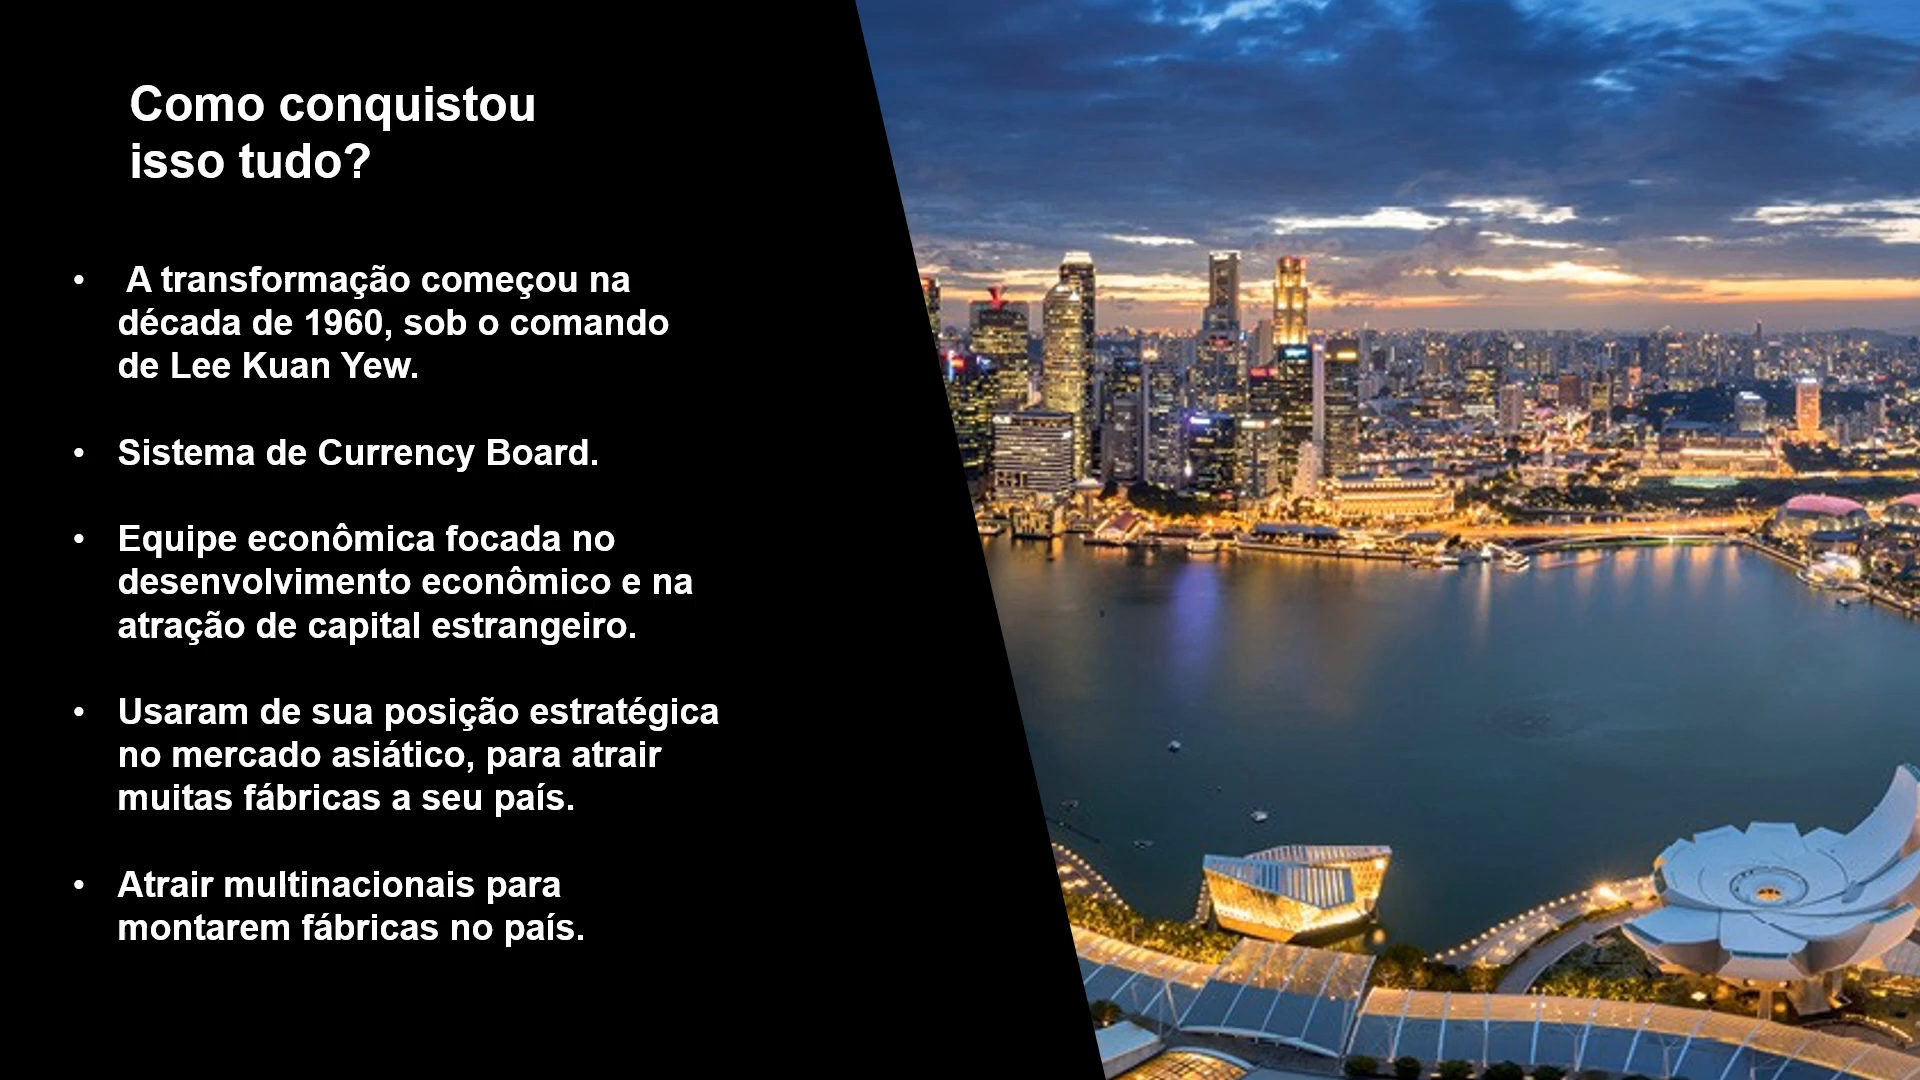 Como conquistou
isso tudo?
• A transformação começou na
década de 1960, sob o comando
de Lee Kuan Yew.
• Sistema de Currency Board.
• Equipe econômica focada no
desenvolvimento econômico e na
atração de capital estrangeiro.
• Usaram de sua posição estratégica
no mercado asiático, para atrair
muitas fábricas a seu país.
• Atrair multinacionais para
montarem fábricas no país.